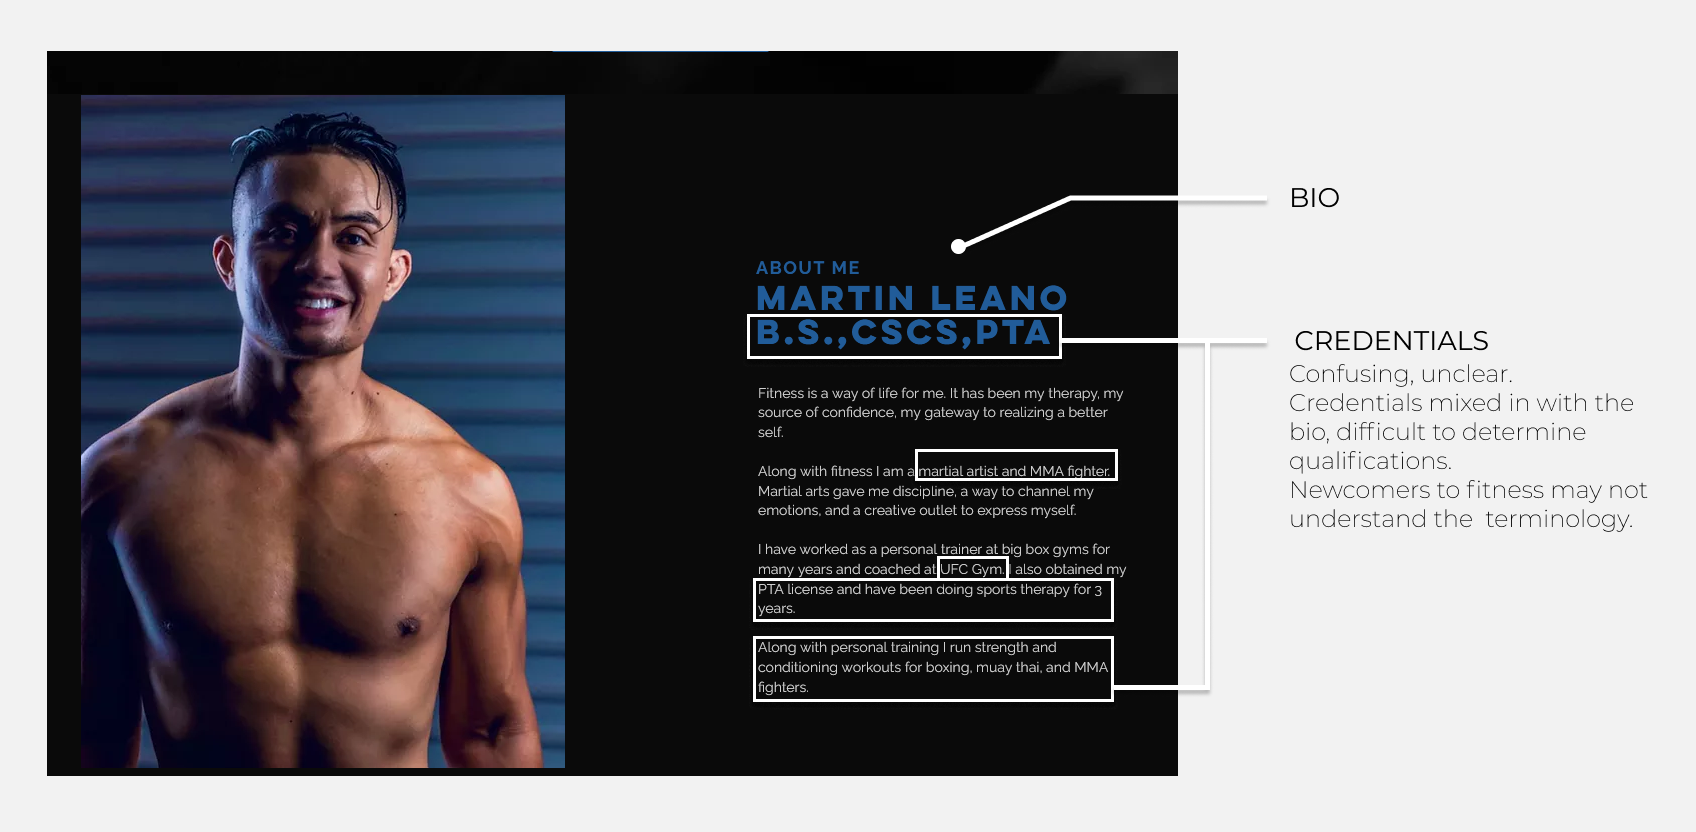 ABOUT ME
MARTIN LEANO
B.S.,CSCS,PTA
Fitness is a way of life for me. It has been my therapy, my
source of confidence, my gateway to realizing a better
self.
Along with fitness I am a martial artist and MMA fighter.
Martial arts gave me discipline, a way to channel my
emotions, and a creative outlet to express myself.
I have worked as a personal trainer at big box gyms for
many years and coached at UFC Gym. I also obtained my
PTA license and have been doing sports therapy for 3
years.
Along with personal training I run strength and
conditioning workouts for boxing, muay thai, and MMA
fighters.
BIO
CREDENTIALS
Confusing, unclear.
Credentials mixed in with the
bio, difficult to determine
qualifications.
Newcomers to fitness may not
understand the  terminology.